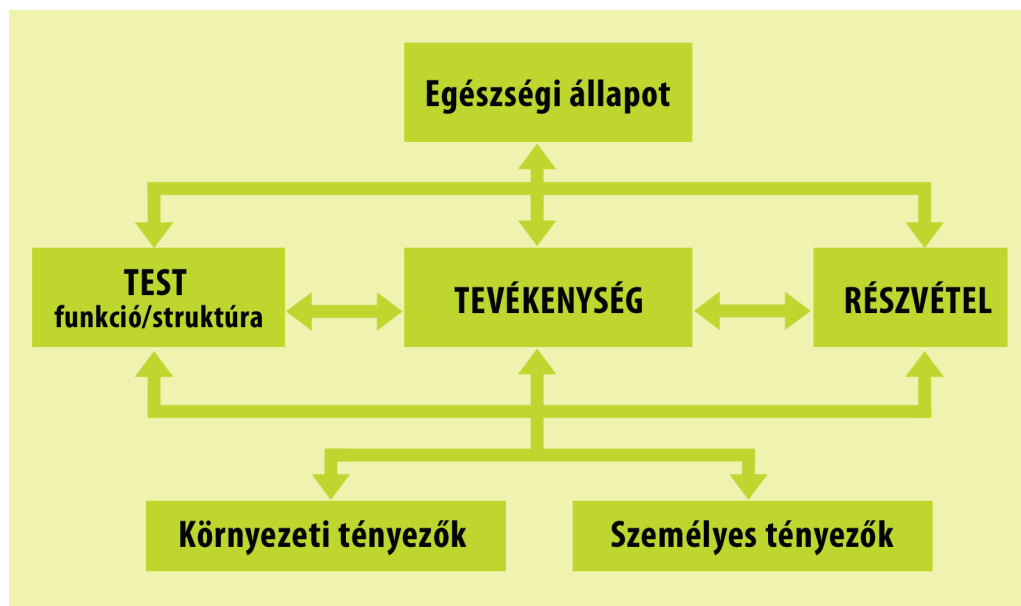 Egészségi állapot
TEST
funkció/struktúra
TEVÉKENYSÉG
RÉSZVÉTEL
Környezeti tényezők
Személyes tényezők